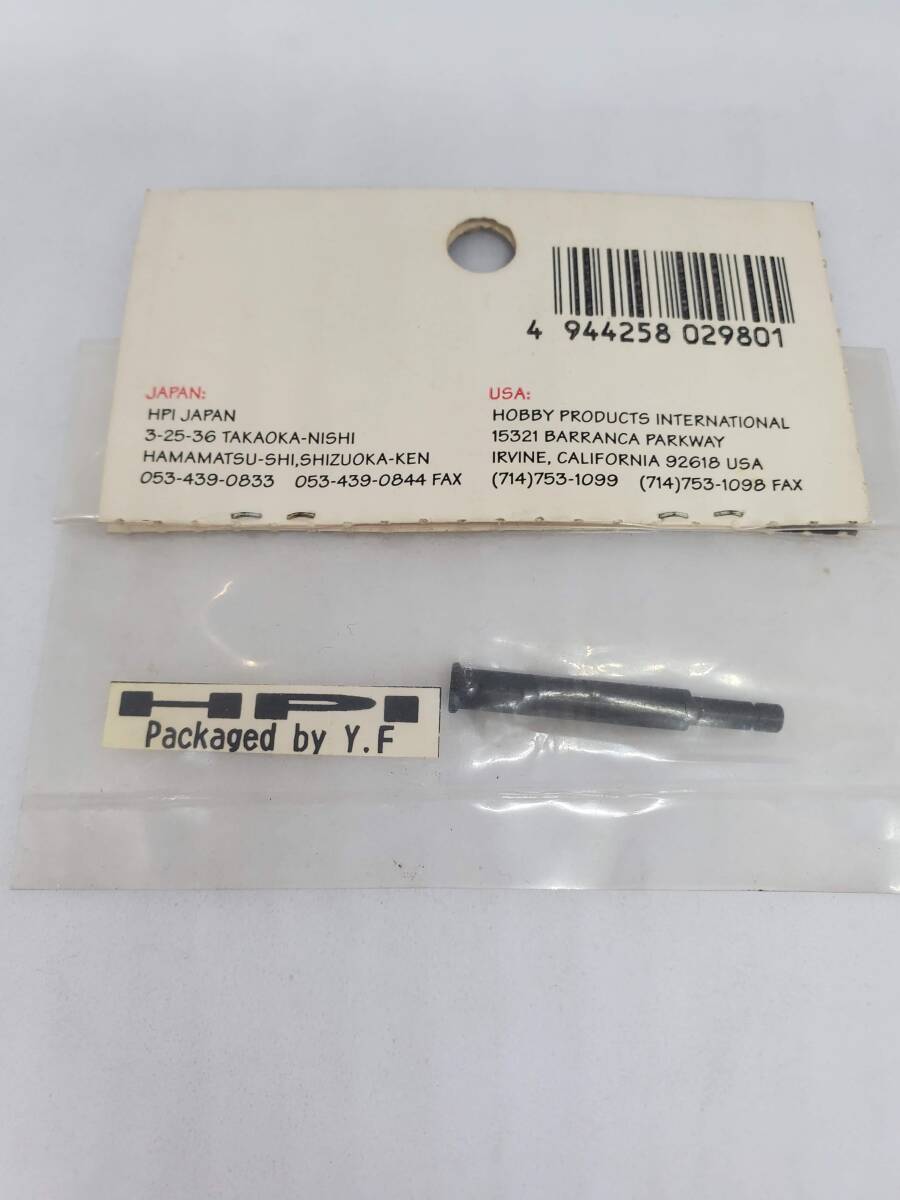 4 944258 029801
JAPAN:
HPI JAPAN
3-25-36 TAKAOKA-NISHI
HAMAMATSU-SHI,SHIZUOKA-KEN
053-439-0833 053-439-0844 FAX
USA:
HOBBY PRODUCTS INTERNATIONAL
15321 BARRANCA PARKWAY
IRVINE, CALIFORNIA 92618 USA
(714)753-1099 (714)753-1098 FAX
HPI
Packaged by Y.F